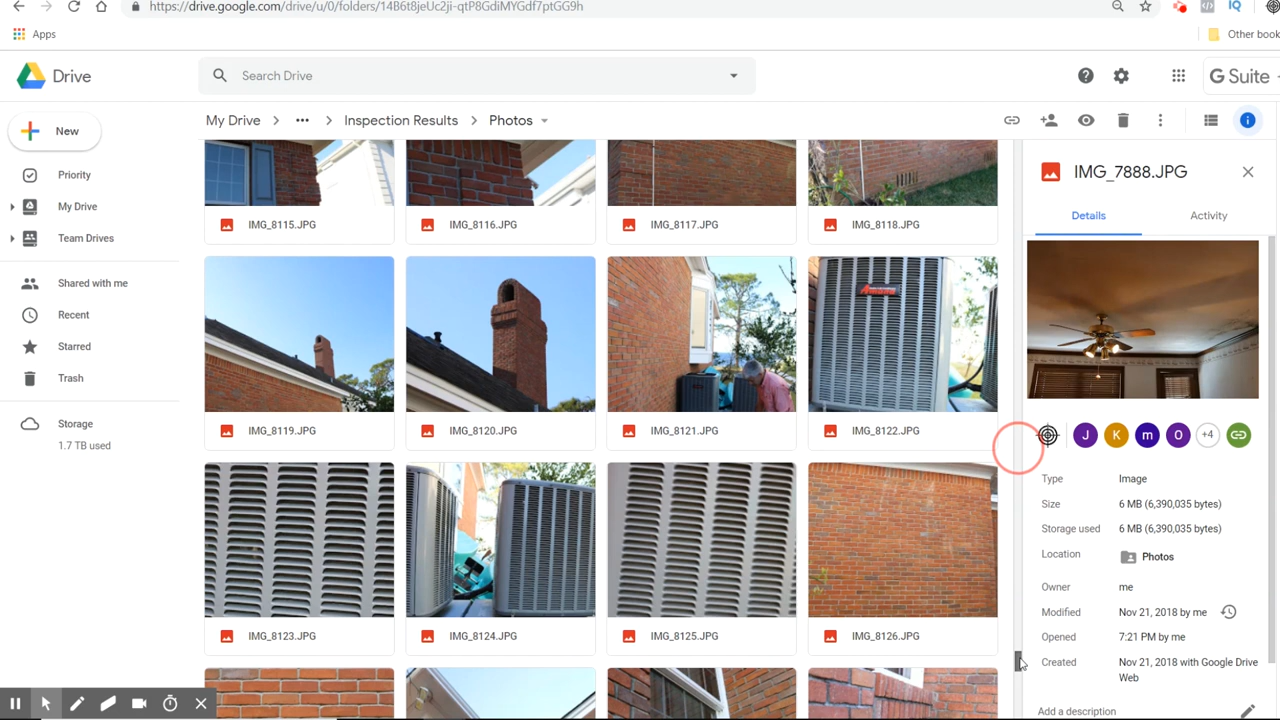 https://drive.google.com/drive/u/0/folders/14B6t8jeUc2ji-qtP8GdiMYGdf7ptGG9h
Apps
Other book
Drive
Search Drive
G Suite
New
My Drive
Inspection Results
Photos
Priority
My Drive
Team Drives
Shared with me
Recent
Starred
Trash
Storage
1.7 TB used
IMG_8115.JPG
IMG_8116.JPG
IMG_8117.JPG
IMG_8118.JPG
IMG_8119.JPG
IMG_8120.JPG
IMG_8121.JPG
IMG_8122.JPG
IMG_8123.JPG
IMG_8124.JPG
IMG_8125.JPG
IMG_8126.JPG
IMG_7888.JPG
Details
Activity
J K m O +4
Type Image
Size 6 MB (6,390,035 bytes)
Storage used 6 MB (6,390,035 bytes)
Location Photos
Owner me
Modified Nov 21, 2018 by me
Opened 7:21 PM by me
Created Nov 21, 2018 with Google Drive
Web
Add a description